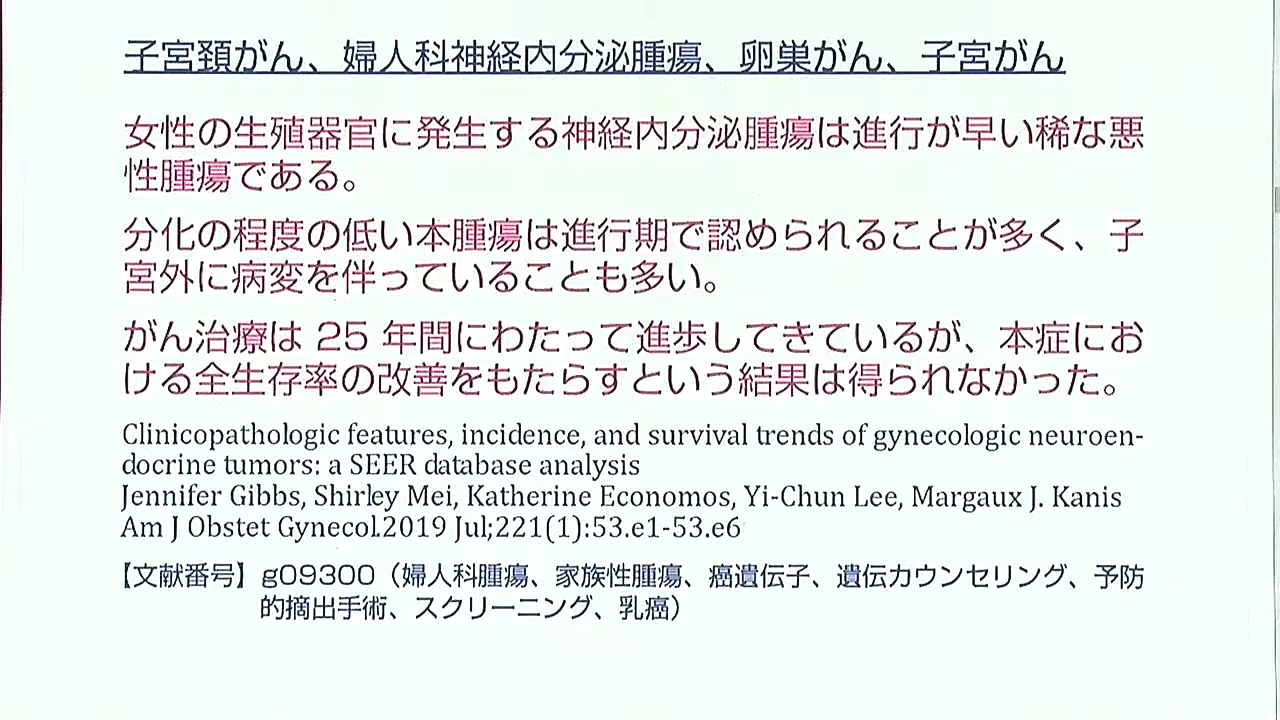 子宮頚がん、婦人科神経内分泌腫瘍、卵巣がん、子宮がん
女性の生殖器官に発生する神経内分泌腫瘍は進行が早い稀な悪
性腫瘍である。
分化の程度の低い本腫瘍は進行期で認められることが多く、子
宮外に病変を伴っていることも多い。
がん治療は 25 年間にわたって進歩してきているが、本症にお
ける全生存率の改善をもたらすという結果は得られなかった。
Clinicopathologic features, incidence, and survival trends of gynecologic neuroen-
docrine tumors: a SEER database analysis
Jennifer Gibbs, Shirley Mei, Katherine Economos, Yi-Chun Lee, Margaux J. Kanis
Am J Obstet Gynecol.2019 Jul;221(1):53.e1-53.e6
【文献番号】g09300（婦人科腫瘍、家族性腫瘍、癌遺伝子、遺伝カウンセリング、予防
的摘出手術、スクリーニング、乳癌）